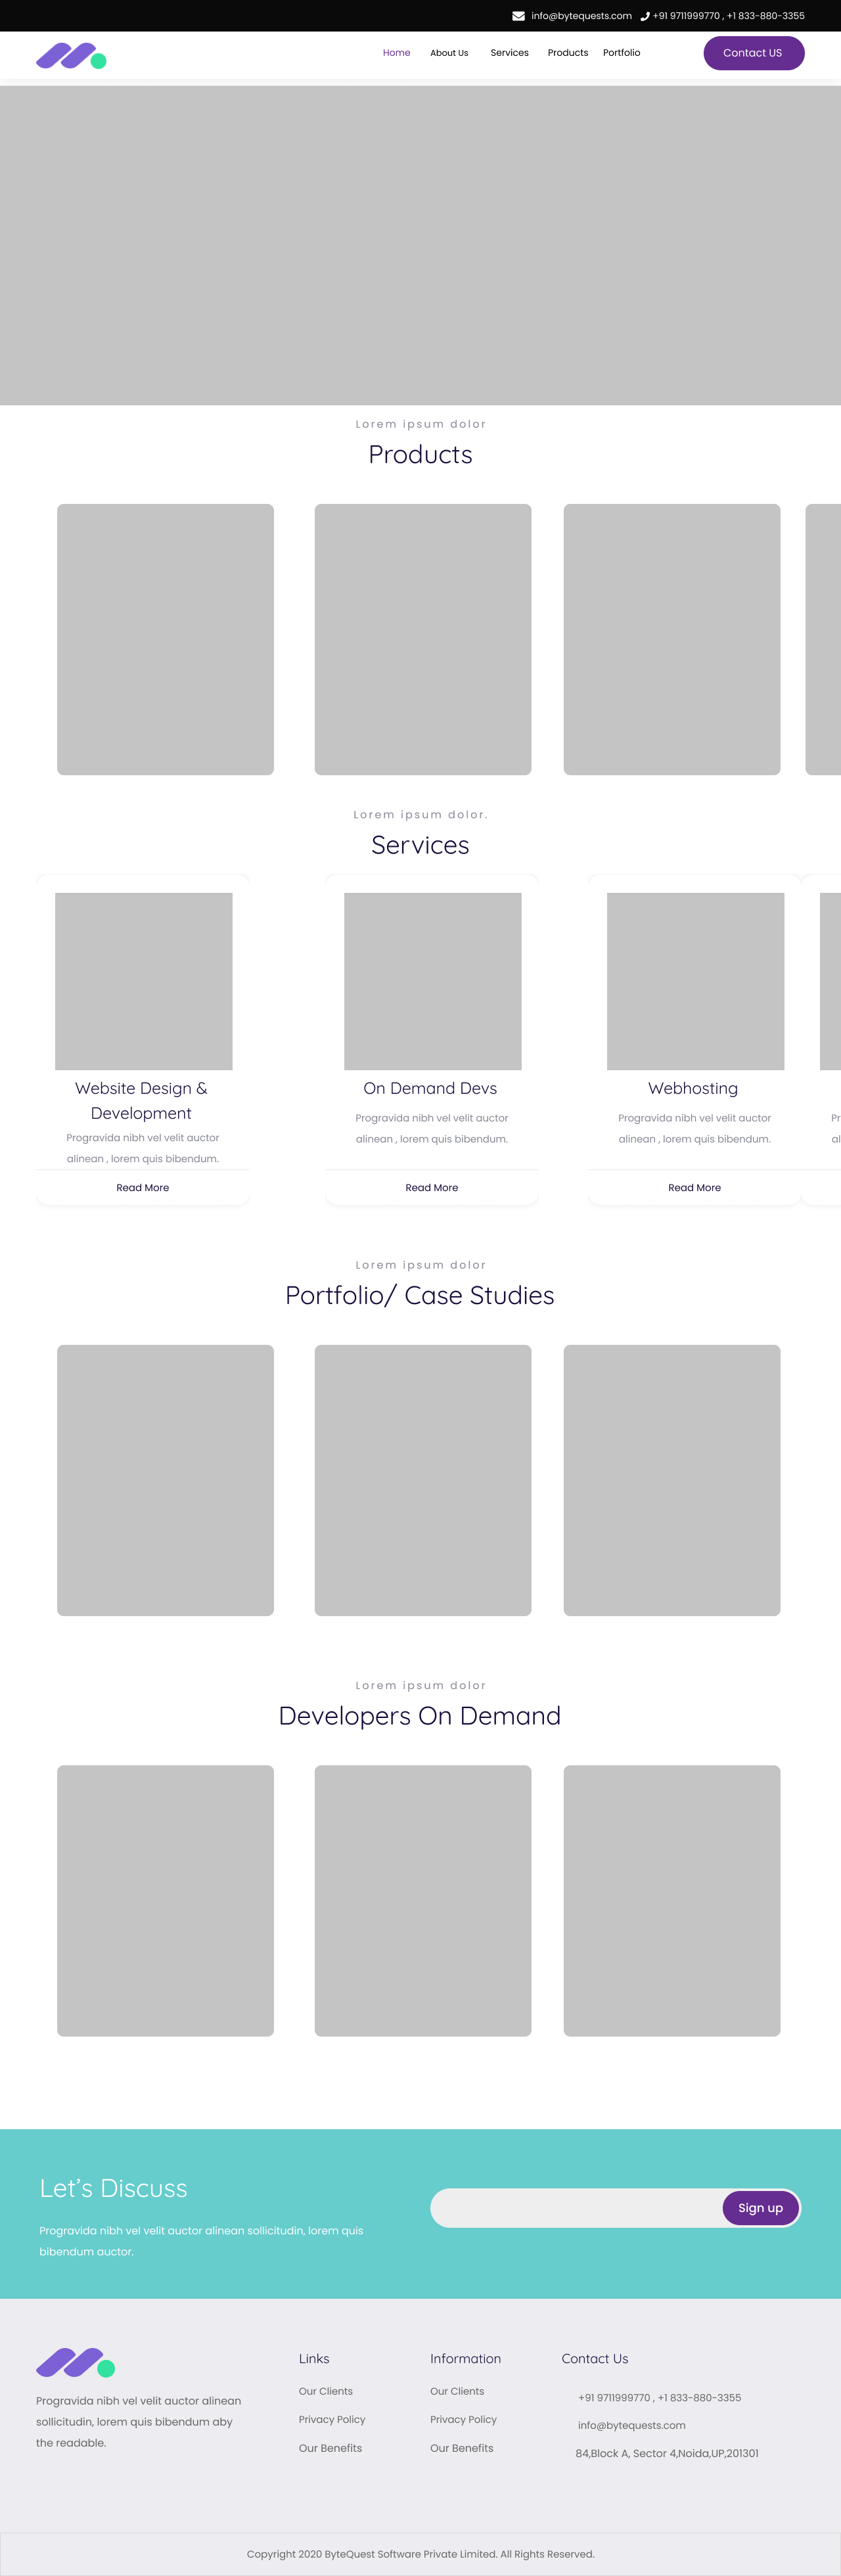 info@bytequests.com +91 9711999770 , +1 833-880-3355
Home About Us Services Products Portfolio Contact US
Lorem ipsum dolor
Products
Lorem ipsum dolor.
Services
Website Design &
Development
Progravida nibh vel velit auctor
alinean , lorem quis bibendum.
Read More
On Demand Devs
Progravida nibh vel velit auctor
alinean , lorem quis bibendum.
Read More
Webhosting
Progravida nibh vel velit auctor
alinean , lorem quis bibendum.
Read More
Pr
al
Lorem ipsum dolor
Portfolio/ Case Studies
Lorem ipsum dolor
Developers On Demand
Let's Discuss
Progravida nibh vel velit auctor alinean sollicitudin, lorem quis
bibendum auctor.
Sign up
Progravida nibh vel velit auctor alinean
sollicitudin, lorem quis bibendum aby
the readable.
Links
Our Clients
Privacy Policy
Our Benefits
Information
Our Clients
Privacy Policy
Our Benefits
Contact Us
+91 9711999770 , +1 833-880-3355
info@bytequests.com
84,Block A, Sector 4,Noida,UP,201301
Copyright 2020 ByteQuest Software Private Limited. All Rights Reserved.